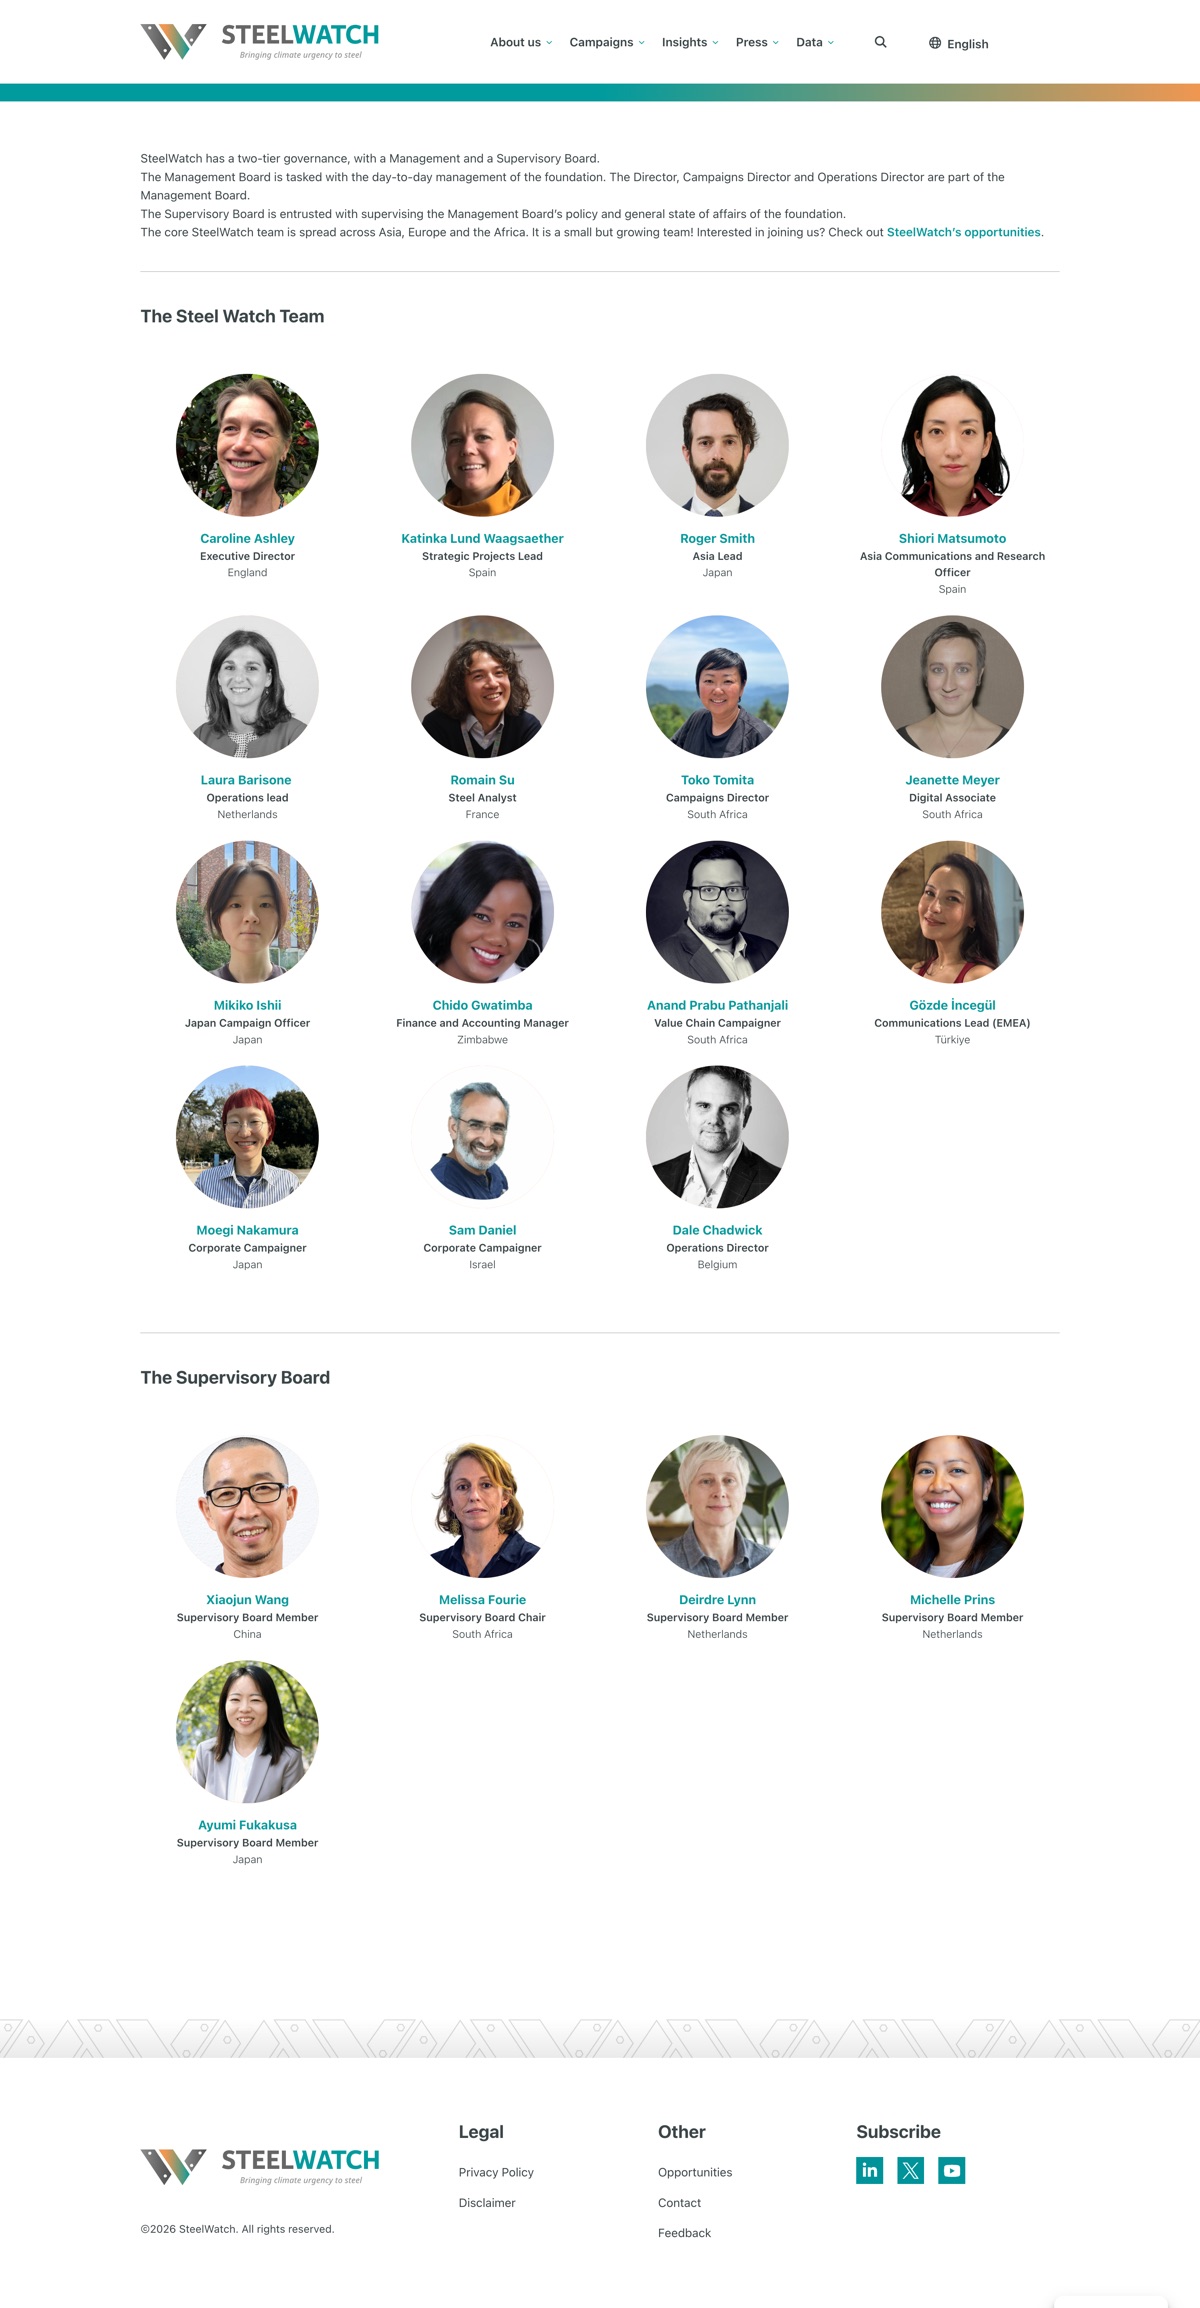 STEELWATCH
Bringing climate urgency to steel
About us
Campaigns
Insights
Press
Data
English
SteelWatch has a two-tier governance, with a Management and a Supervisory Board.
The Management Board is tasked with the day-to-day management of the foundation. The Director, Campaigns Director and Operations Director are part of the
Management Board.
The Supervisory Board is entrusted with supervising the Management Board's policy and general state of affairs of the foundation.
The core SteelWatch team is spread across Asia, Europe and the Africa. It is a small but growing team! Interested in joining us? Check out SteelWatch's opportunities.
The Steel Watch Team
Caroline Ashley
Executive Director
England
Katinka Lund Waagsaether
Strategic Projects Lead
Spain
Roger Smith
Asia Lead
Japan
Shiori Matsumoto
Asia Communications and Research
Officer
Spain
Laura Barisone
Operations lead
Netherlands
Romain Su
Steel Analyst
France
Toko Tomita
Campaigns Director
South Africa
Jeanette Meyer
Digital Associate
South Africa
Mikiko Ishii
Japan Campaign Officer
Japan
Chido Gwatimba
Finance and Accounting Manager
Zimbabwe
Anand Prabu Pathanjali
Value Chain Campaigner
South Africa
Gözde İncegül
Communications Lead (EMEA)
Türkiye
Moegi Nakamura
Corporate Campaigner
Japan
Sam Daniel
Corporate Campaigner
Israel
Dale Chadwick
Operations Director
Belgium
The Supervisory Board
Xiaojun Wang
Supervisory Board Member
China
Melissa Fourie
Supervisory Board Chair
South Africa
Deirdre Lynn
Supervisory Board Member
Netherlands
Michelle Prins
Supervisory Board Member
Netherlands
Ayumi Fukakusa
Supervisory Board Member
Japan
STEELWATCH
Bringing climate urgency to steel
©2026 SteelWatch. All rights reserved.
Legal
Privacy Policy
Disclaimer
Other
Opportunities
Contact
Feedback
Subscribe